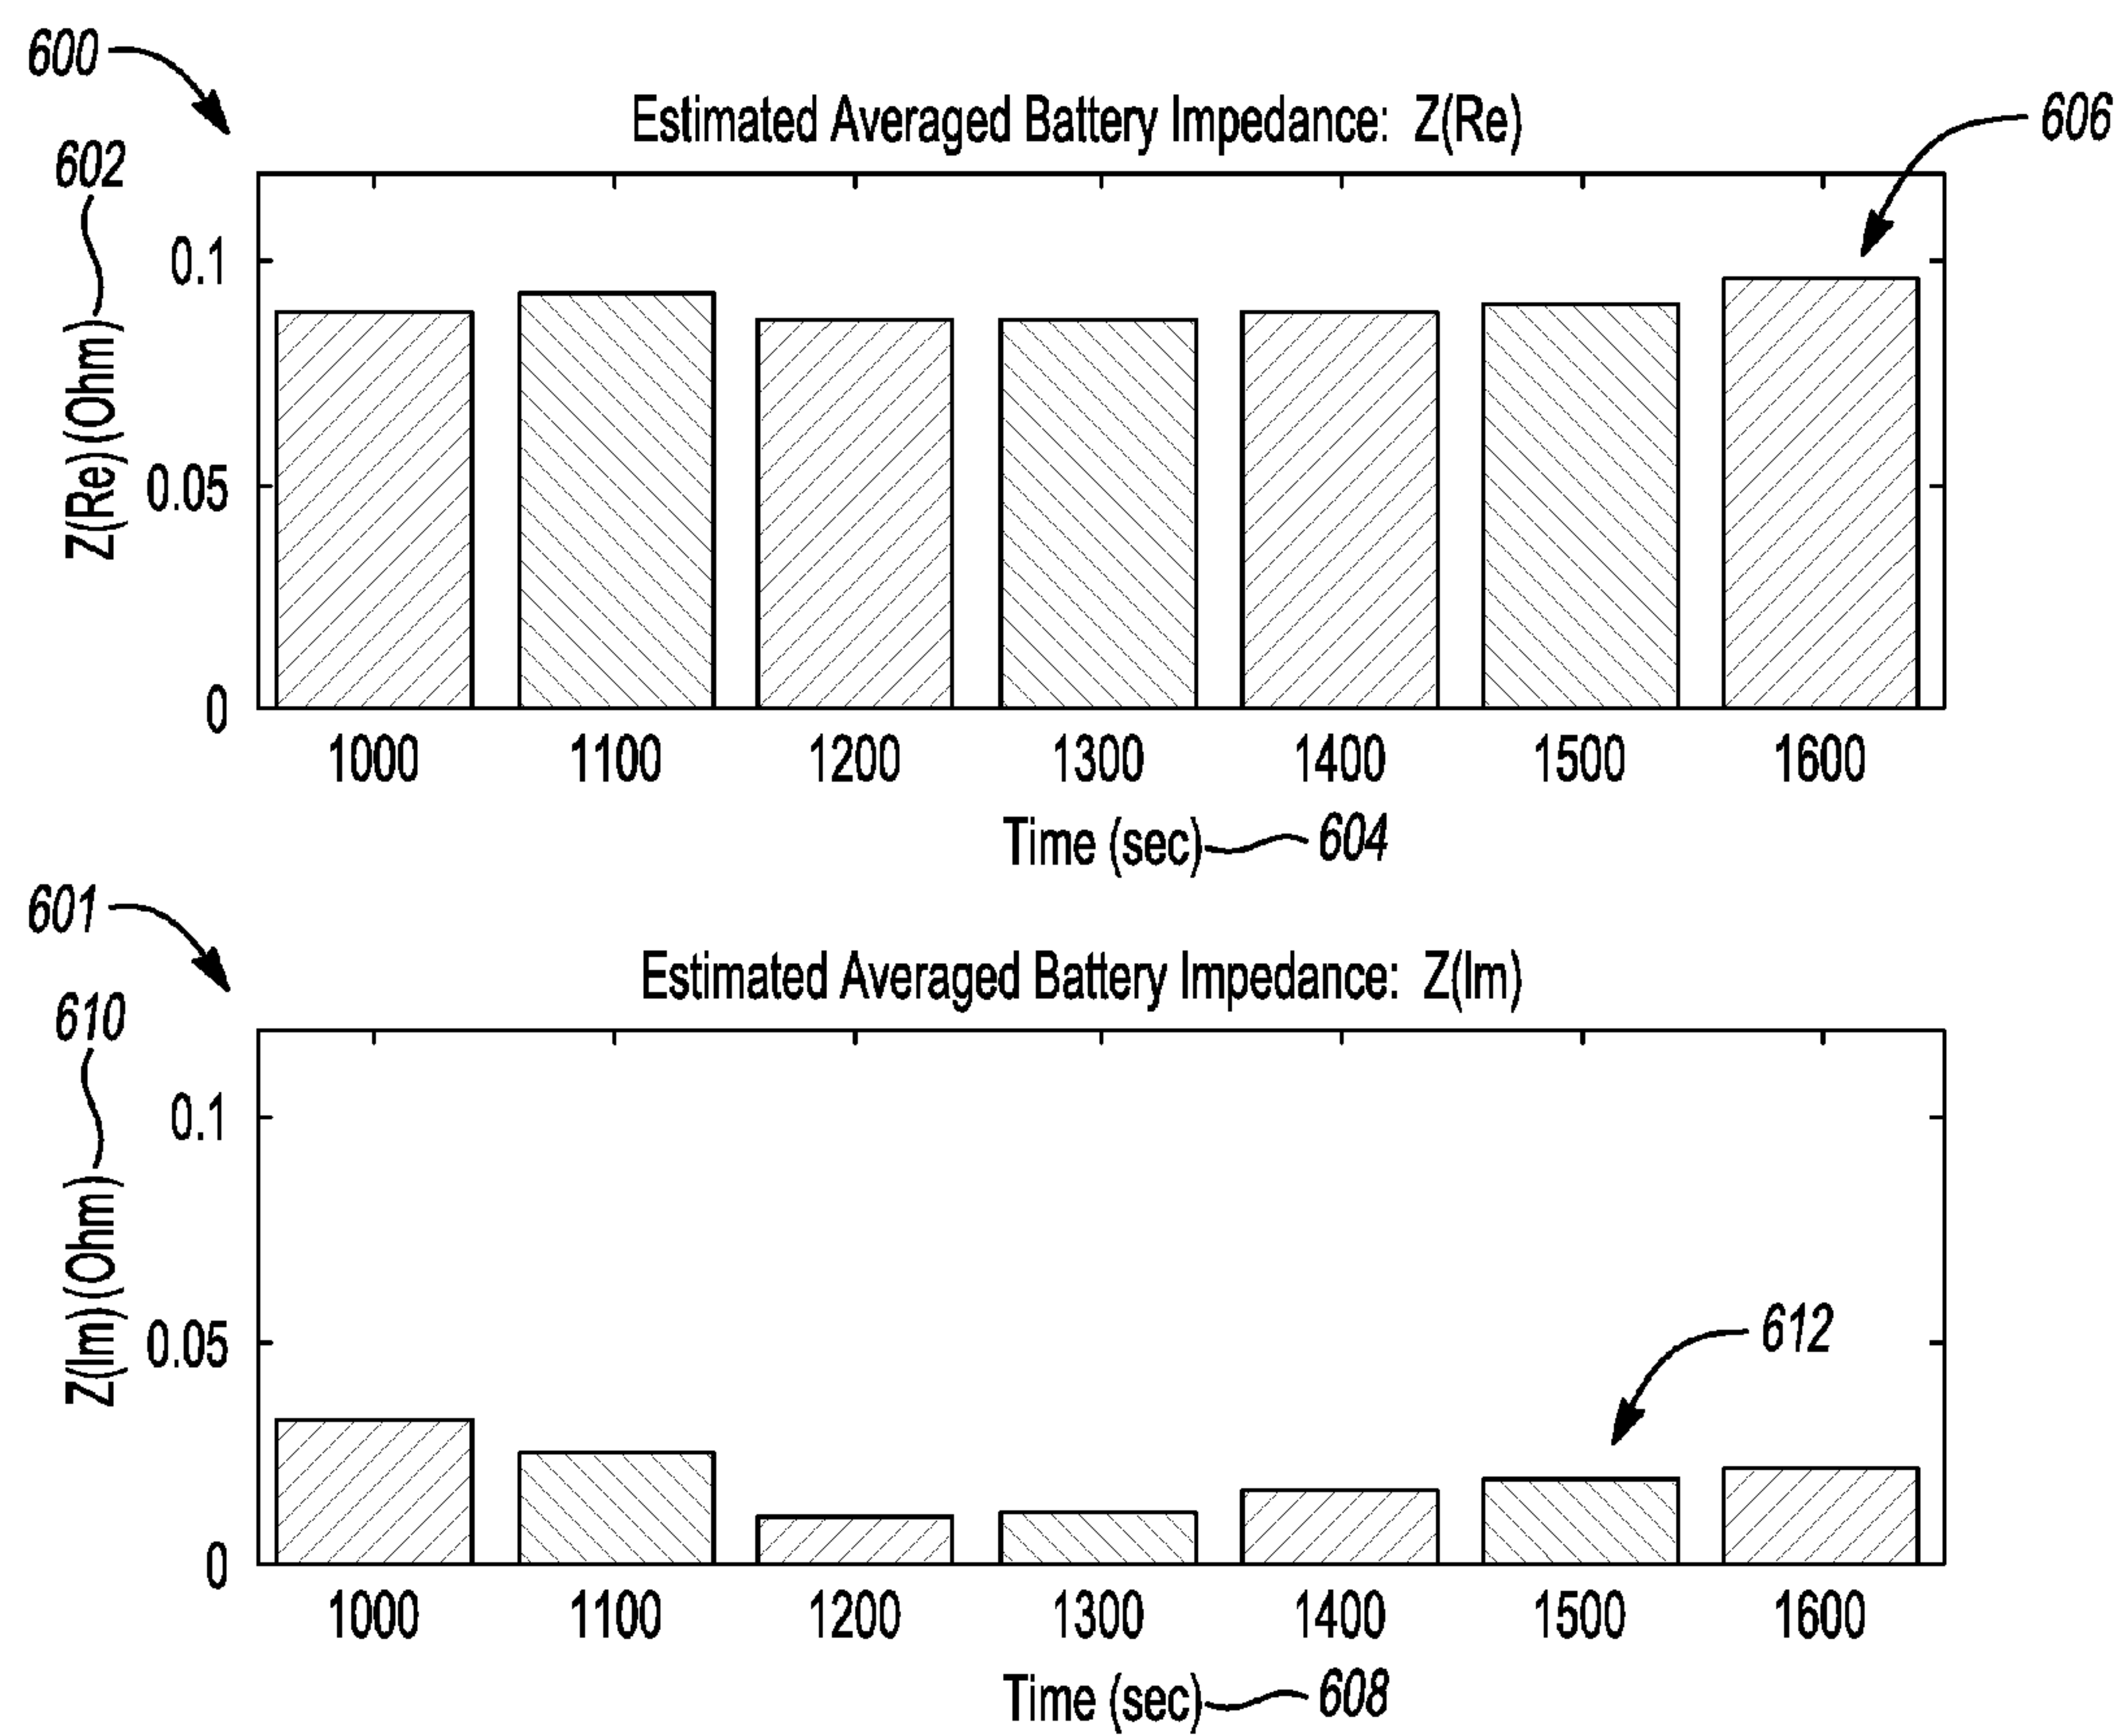 600
Estimated Averaged Battery Impedance: Z(Re)
606
602
Z(Re)(Ohm)
0.1
0.05
0
1000 1100 1200 1300 1400 1500 1600
Time (sec) 604
601
Estimated Averaged Battery Impedance: Z(Im)
610
Z(Im)(Ohm)
0.1
0.05
0
612
1000 1100 1200 1300 1400 1500 1600
Time (sec) 608